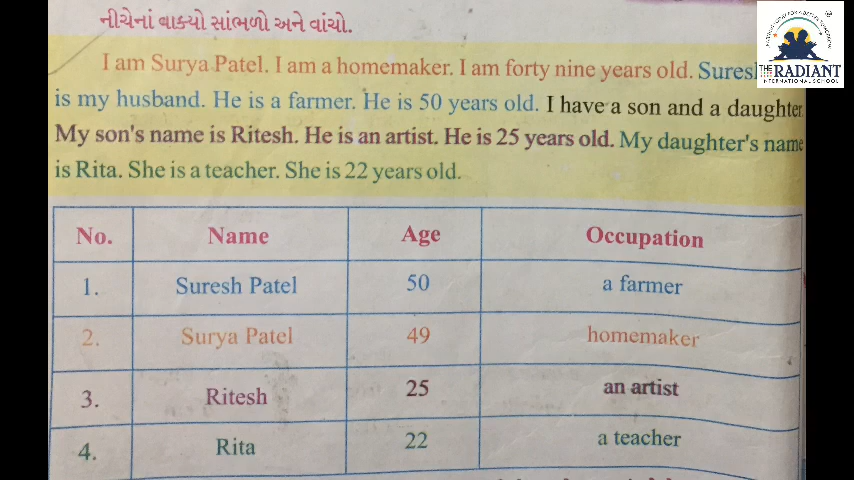 નીચેનાં વાક્યો સાંભળો અને વાંચો.
I am Surya Patel. I am a homemaker. I am forty nine years old.
is my husband. He is a farmer. He is 50 years old. I have a son and a daughter.
My son's name is Ritesh. He is an artist. He is 25 years old. My daughter's name
is Rita. She is a teacher. She is 22 years old.
No. Name Age Occupation
1. Suresh Patel 50 a farmer
2. Surya Patel 49 homemaker
3. Ritesh 25 an artist
4. Rita 22 a teacher
THE RADIANT
INTERNATIONAL SCHOOL